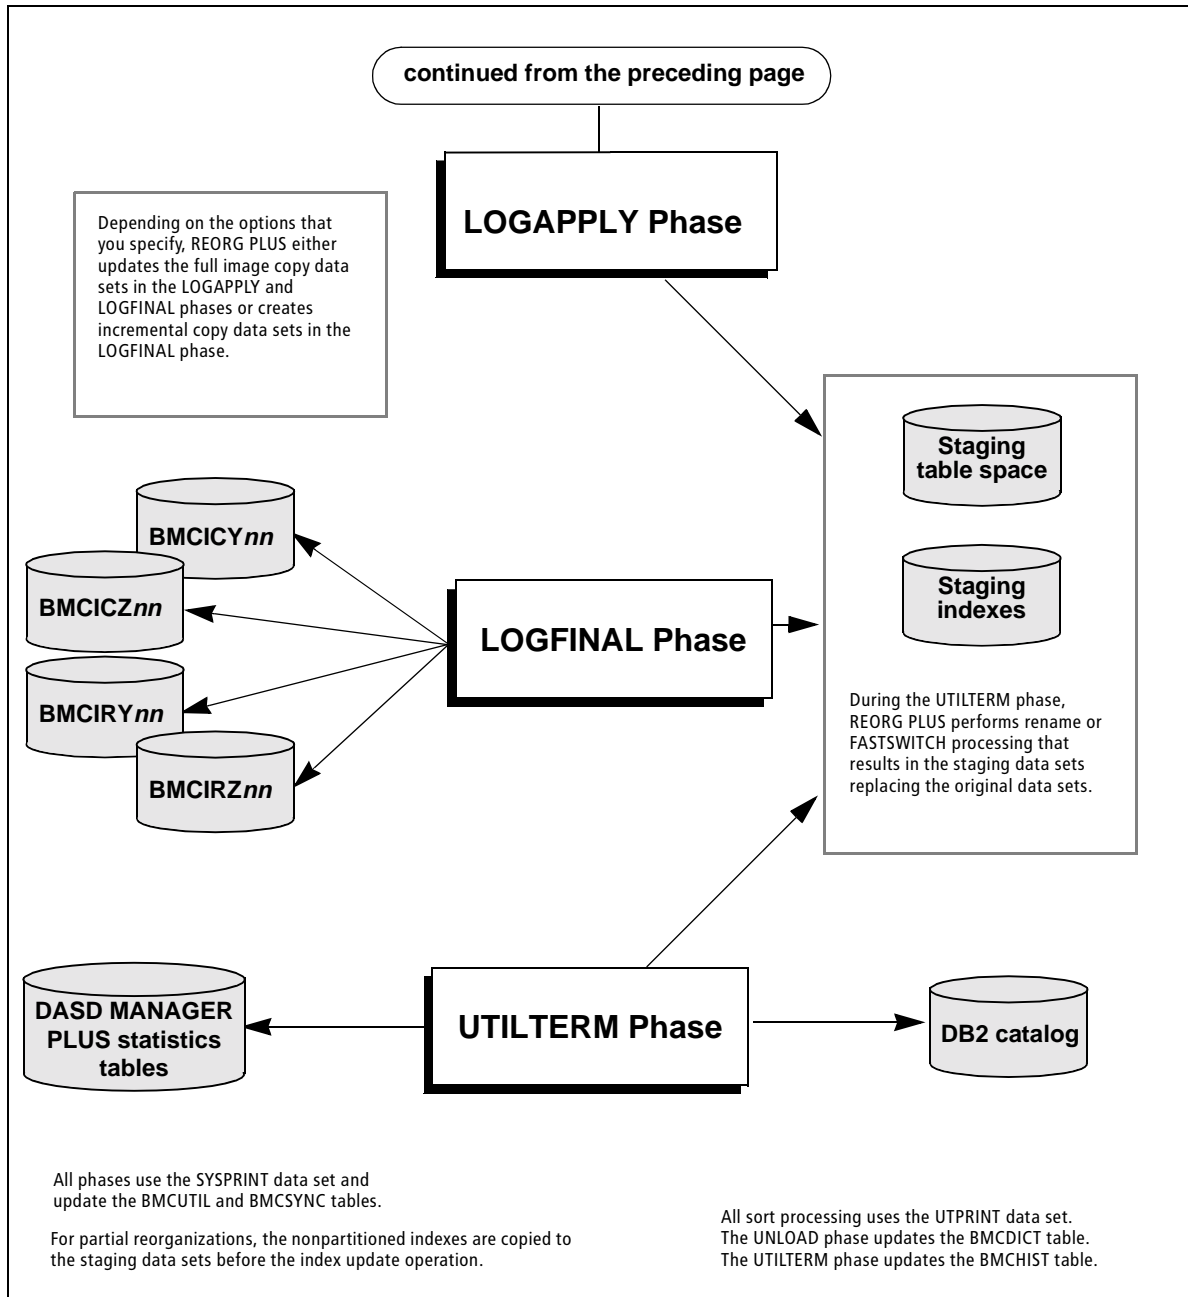 continued from the preceding page
LOGAPPLY Phase
Depending on the options that
you specify, REORG PLUS either
updates the full image copy data
sets in the LOGAPPLY and
LOGFINAL phases or creates
incremental copy data sets in the
LOGFINAL phase.
Staging
table space
Staging
indexes
During the UTILTERM phase,
REORG PLUS performs rename or
FASTSWITCH processing that
results in the staging data sets
replacing the original data sets.
BMCICYnn
BMCICZnn
BMCIRYnn
BMCIRZnn
LOGFINAL Phase
DASD MANAGER
PLUS statistics
tables
UTILTERM Phase
DB2 catalog
All phases use the SYSPRINT data set and
update the BMCUTIL and BMCSYNC tables.
For partial reorganizations, the nonpartitioned indexes are copied to
the staging data sets before the index update operation.
All sort processing uses the UTPRINT data set.
The UNLOAD phase updates the BMCDICT table.
The UTILTERM phase updates the BMCHIST table.